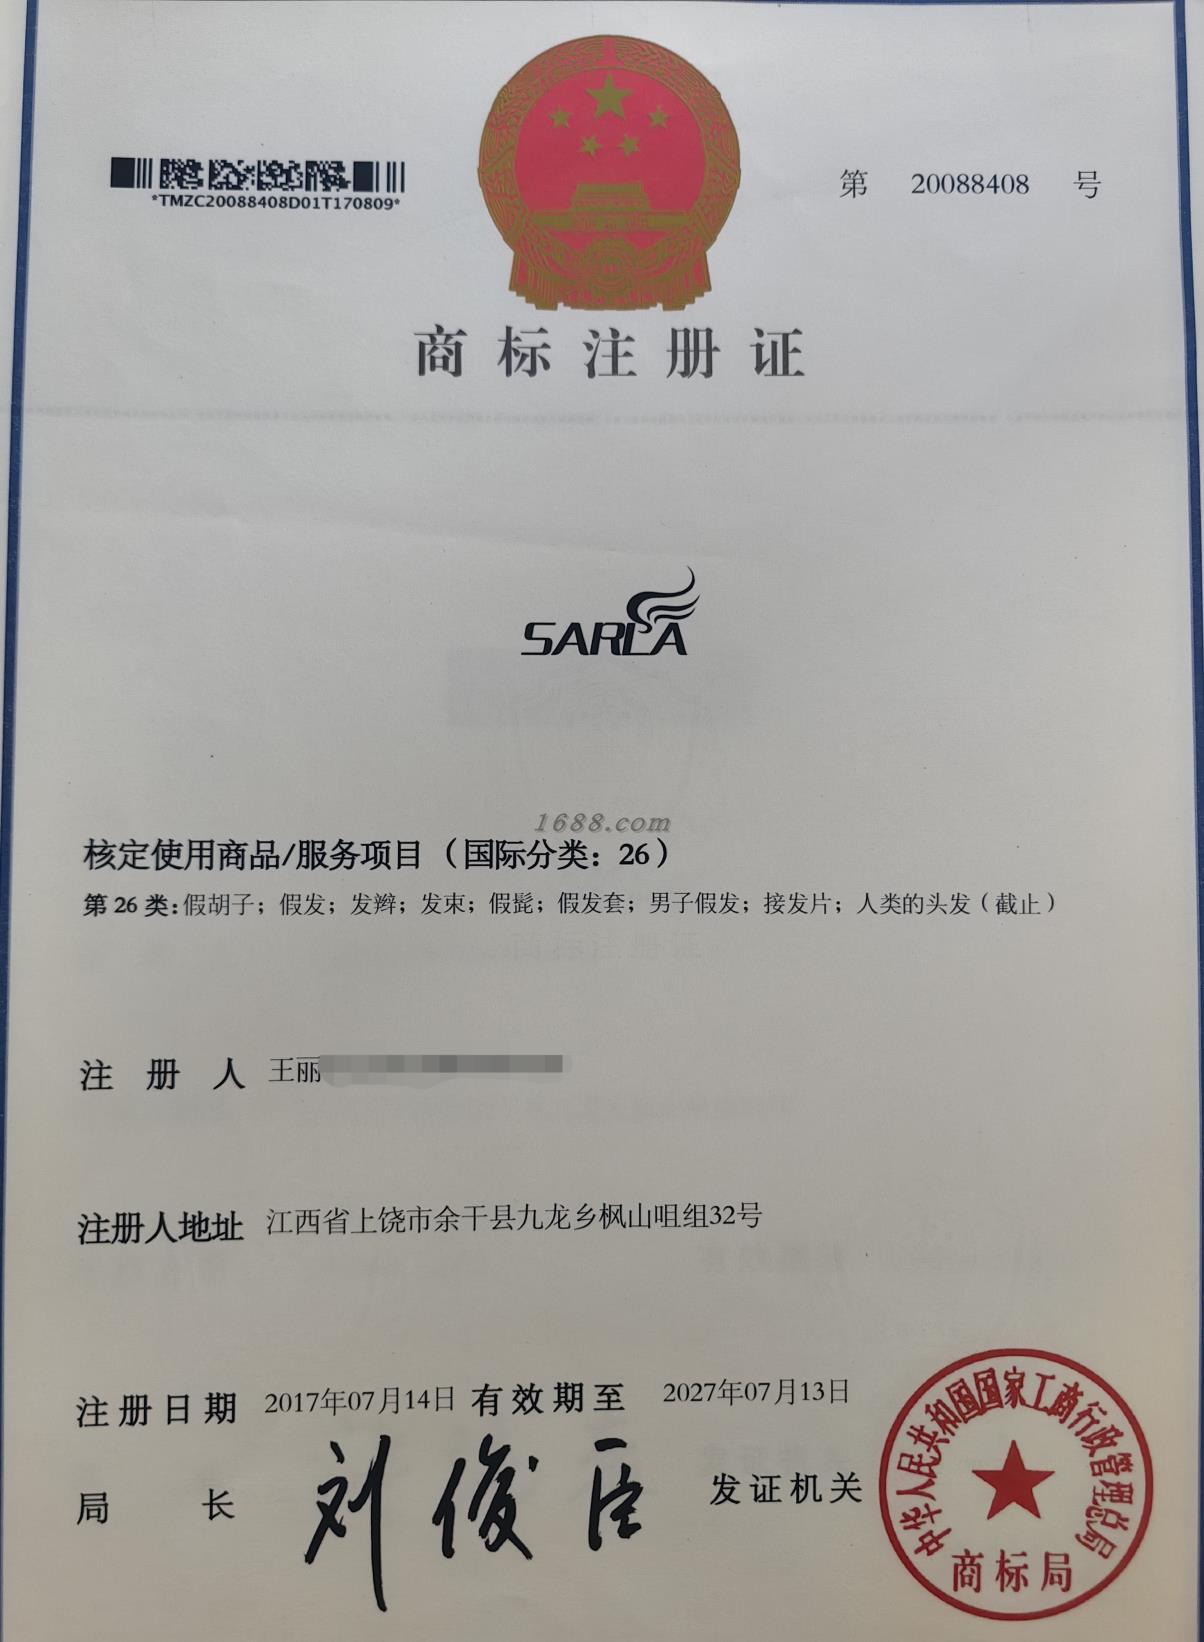 *TMZC20088408D01T170809*
第 20088408 号
商标注册证
SARLA
1688.com
核定使用商品/服务项目（国际分类：26）
第 26 类：假胡子；假发；发辫；发束；假髭；假发套；男子假发；接发片；人类的头发（截止）
注册人 王丽
注册人地址 江西省上饶市余干县九龙乡枫山咀组32号
注册日期 2017年07月14日 有效期至 2027年07月13日
局长 刘俊臣 发证机关
中华人民共和国国家工商行政管理总局
商标局